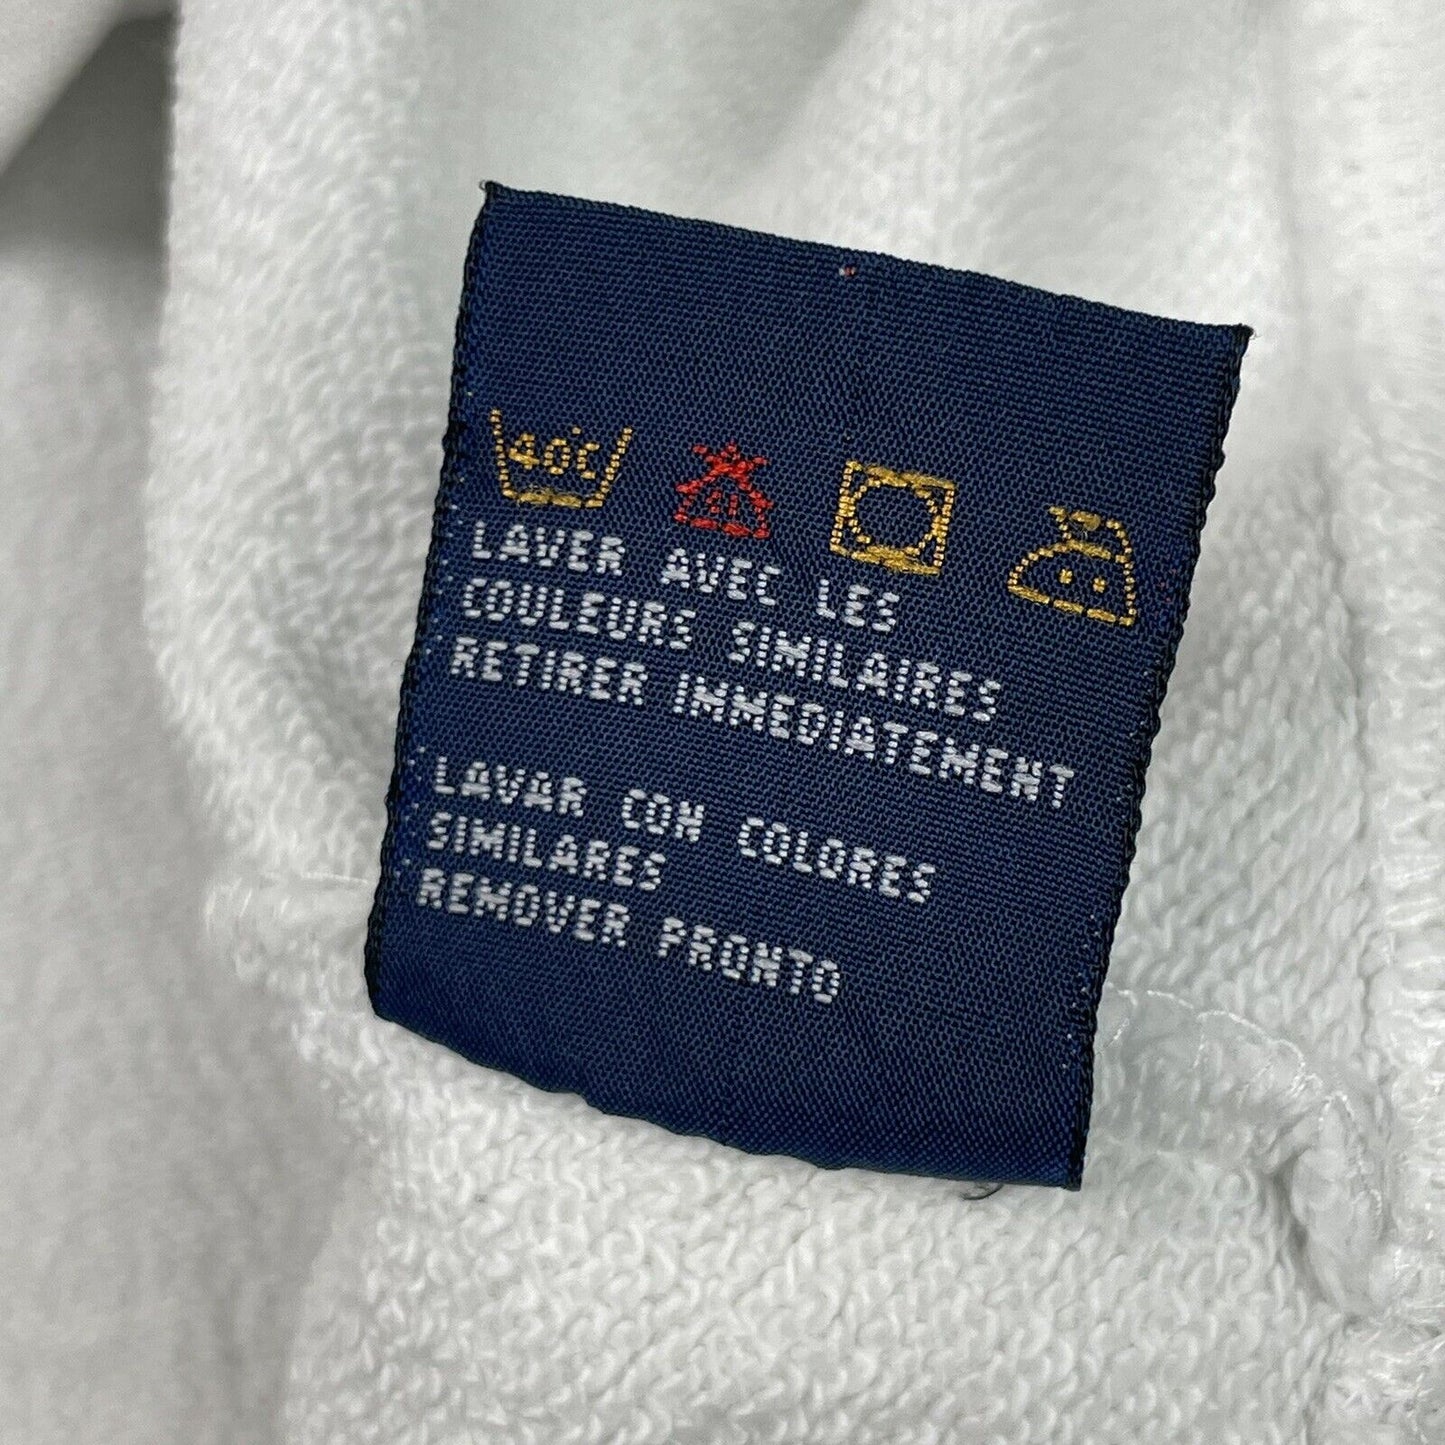 40°C
LAVER AVEC LES
COULEURS SIMILAIRES
RETIRER IMMEDIATEMENT
LAVAR CON COLORES
SIMILARES
REMOVER PRONTO